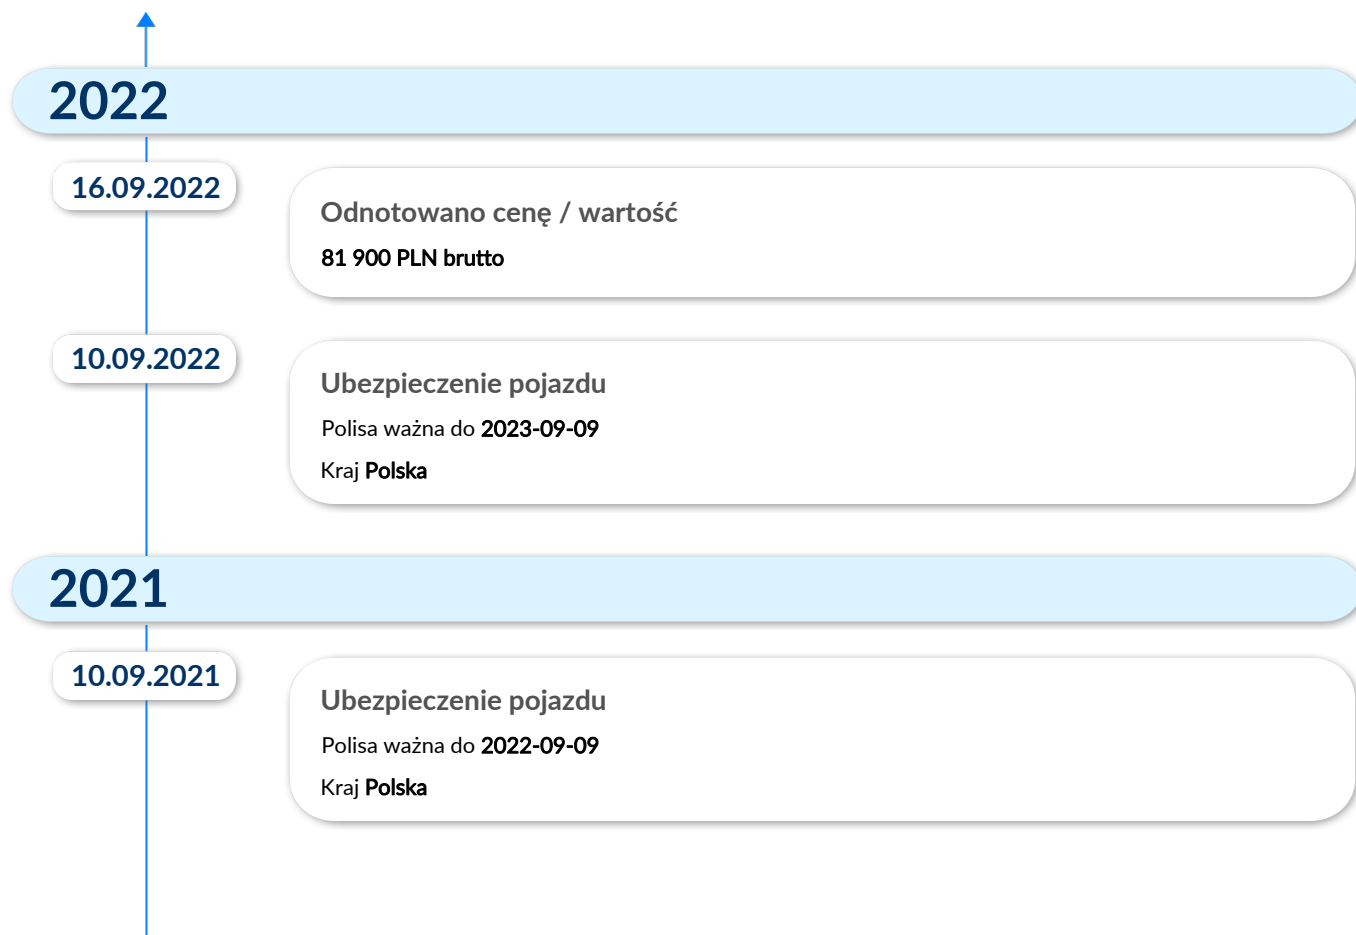 2022
16.09.2022
Odnotowano cenę / wartość
81 900 PLN brutto
10.09.2022
Ubezpieczenie pojazdu
Polisa ważna do 2023-09-09
Kraj Polska
2021
10.09.2021
Ubezpieczenie pojazdu
Polisa ważna do 2022-09-09
Kraj Polska